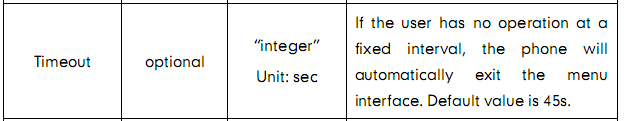 Timeout
optional
“integer”
Unit: sec
If the user has no operation at a
fixed interval, the phone will
automatically exit the menu
interface. Default value is 45s.